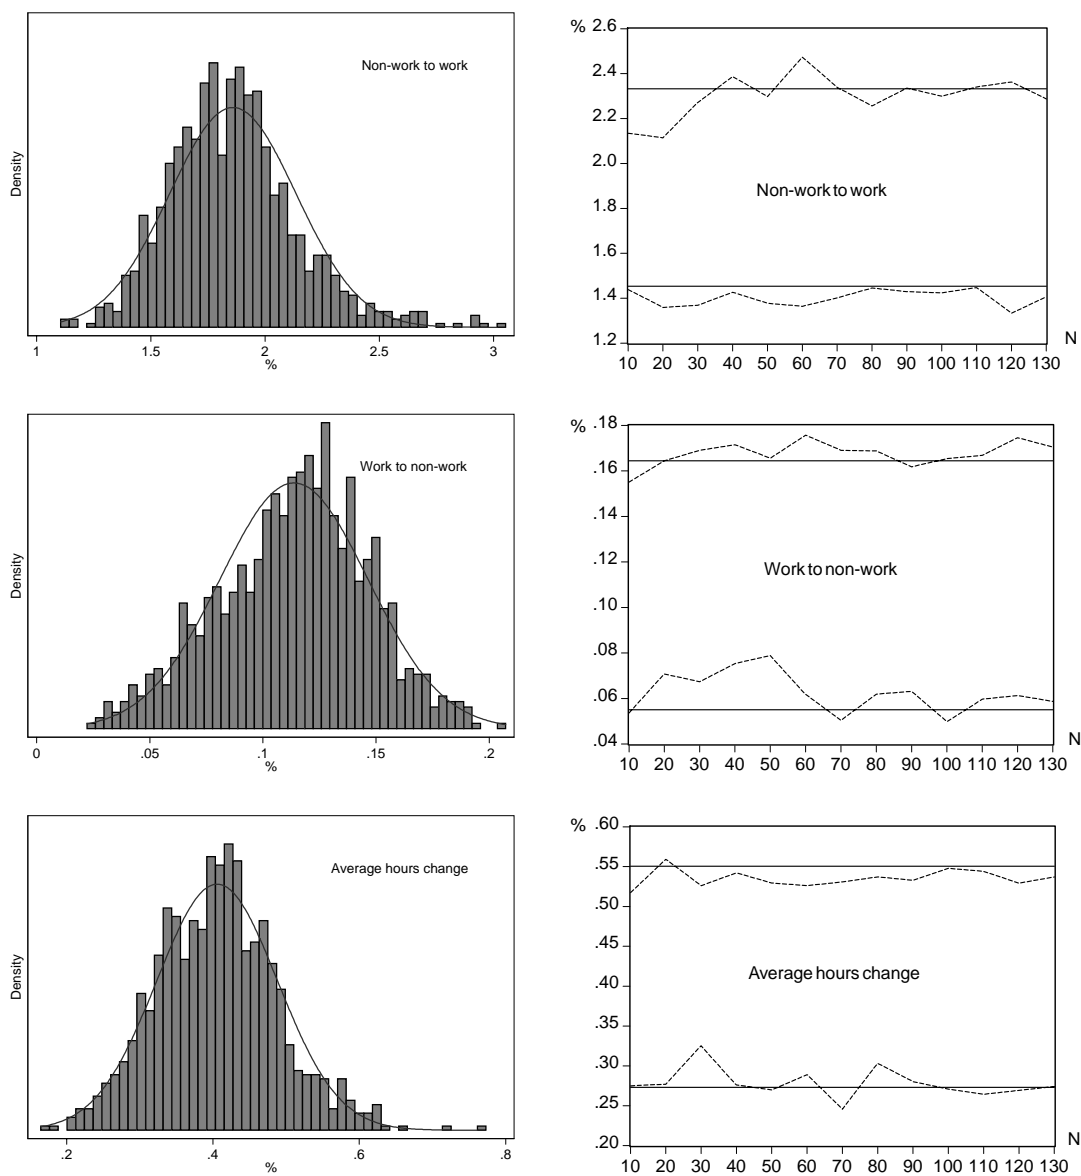 Non-work to work
Density
1 1.5 2 2.5 3
%
% 2.6
2.4
2.2
2.0
1.8
1.6
1.4
1.2
Non-work to work
10 20 30 40 50 60 70 80 90 100 110 120 130
N
Work to non-work
Density
0 .05 .1 .15 .2
%
% .18
.16
.14
.12
.10
.08
.06
.04
Work to non-work
10 20 30 40 50 60 70 80 90 100 110 120 130
N
Average hours change
Density
.2 .4 .6 .8
%
% .60
.55
.50
.45
.40
.35
.30
.25
.20
Average hours change
10 20 30 40 50 60 70 80 90 100 110 120 130
N